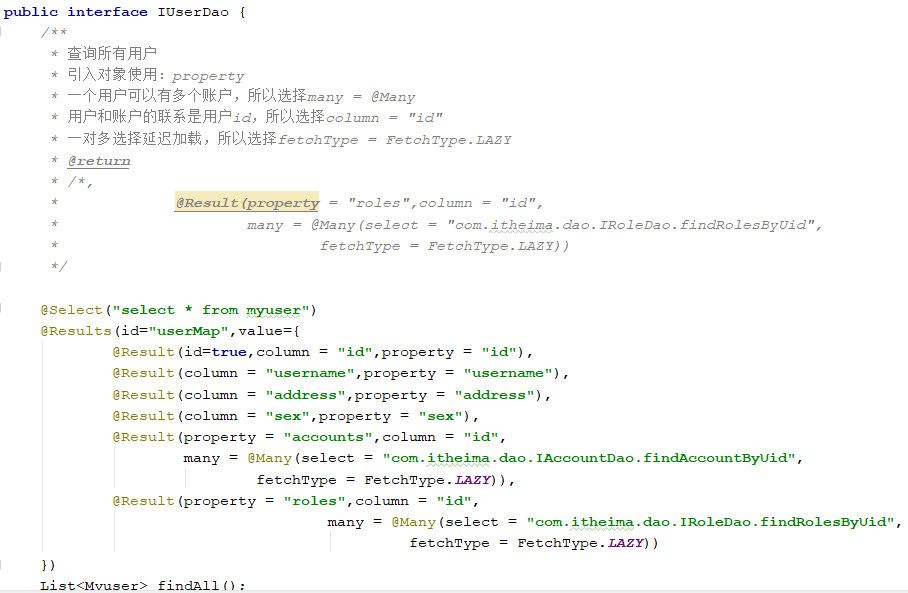 public interface IUserDao {
/**
* 查询所有用户
* 引入对象使用：property
* 一个用户可以有多个账户，所以选择many = @Many
* 用户和账户的联系是用户id，所以选择column = "id"
* 一对多选择延迟加载，所以选择fetchType = FetchType.LAZY
* @return
* /*,
* @Result(property = "roles",column = "id",
* many = @Many(select = "com.itheima.dao.IRoleDao.findRolesByUid",
* fetchType = FetchType.LAZY))
*/
@Select("select * from myuser")
@Results(id="userMap",value={
@Result(id=true,column = "id",property = "id"),
@Result(column = "username",property = "username"),
@Result(column = "address",property = "address"),
@Result(column = "sex",property = "sex"),
@Result(property = "accounts",column = "id",
many = @Many(select = "com.itheima.dao.IAccountDao.findAccountByUid",
fetchType = FetchType.LAZY)),
@Result(property = "roles",column = "id",
many = @Many(select = "com.itheima.dao.IRoleDao.findRolesByUid",
fetchType = FetchType.LAZY))
})
List<Myuser> findAll();